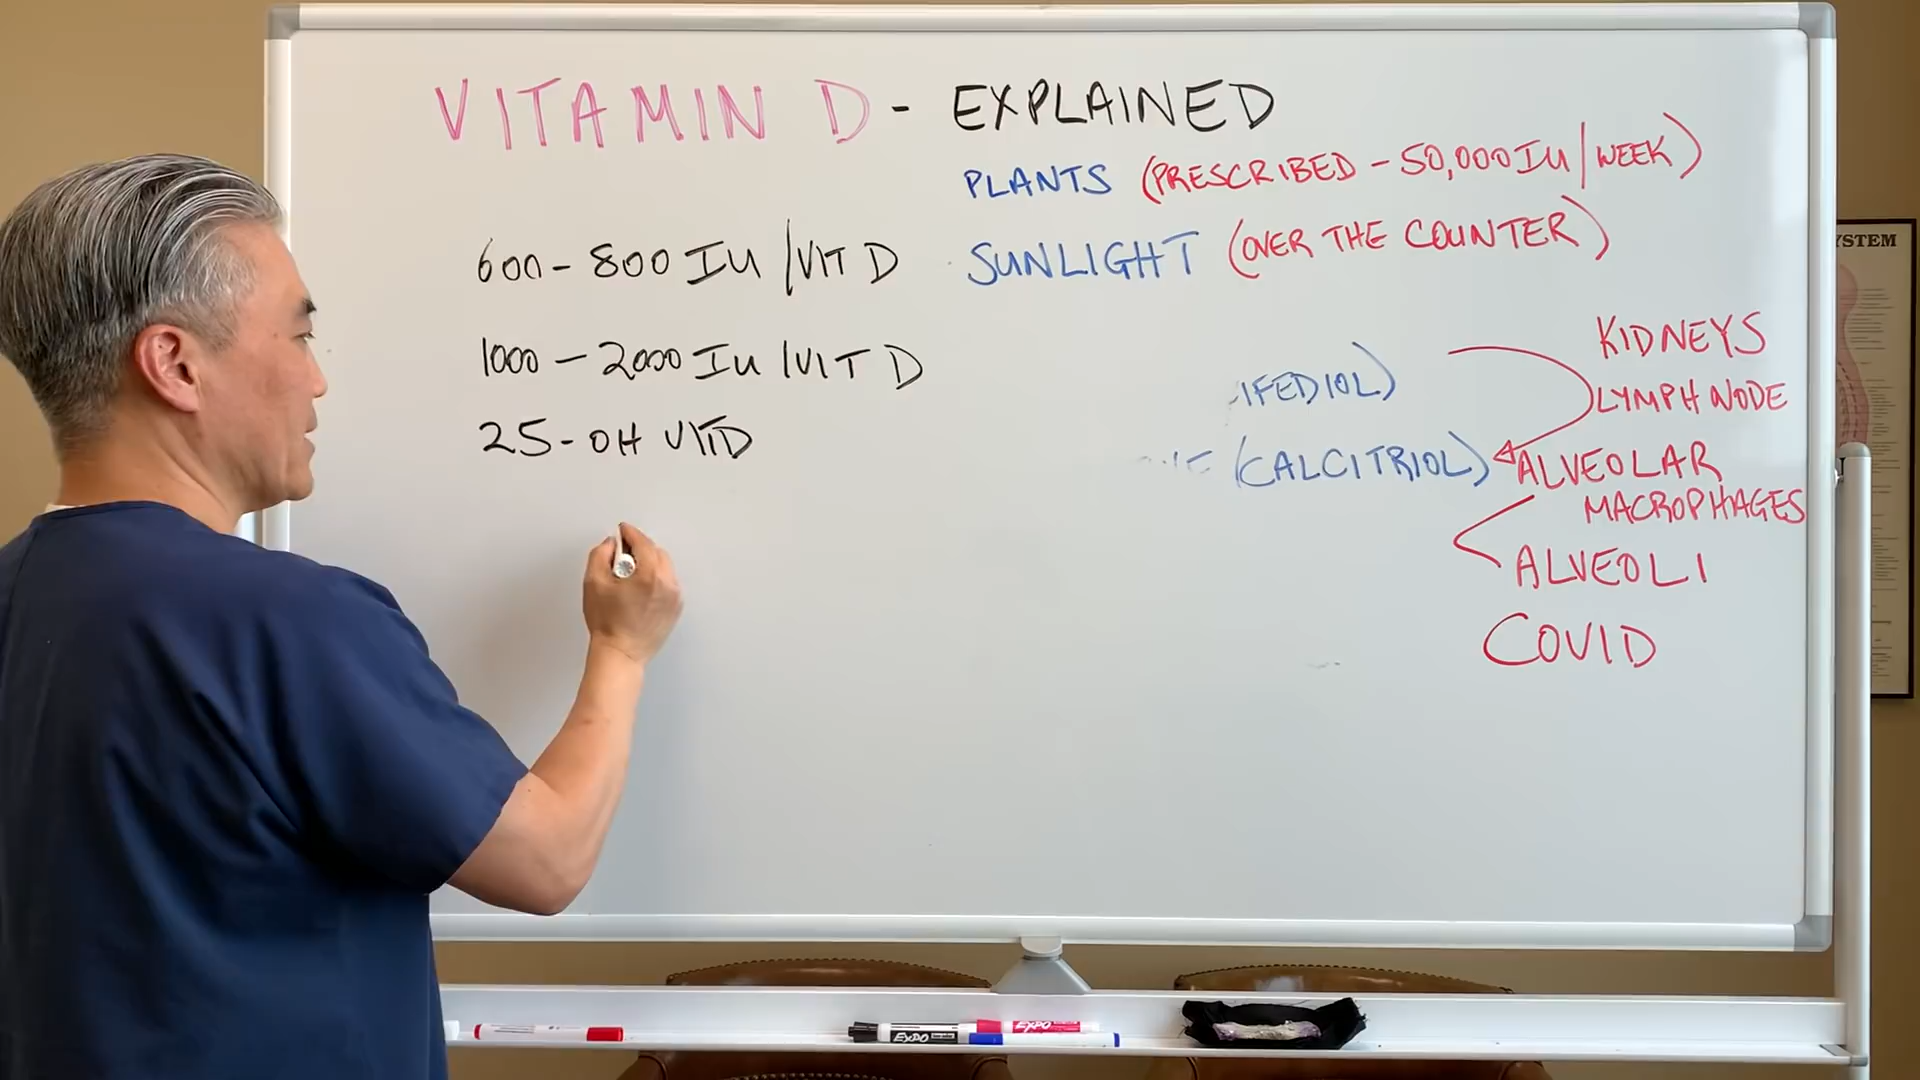 VITAMIN D - EXPLAINED
PLANTS (PRESCRIBED - 50,000 IU/WEEK)
600 - 800 IU /VIT D SUNLIGHT (OVER THE COUNTER)
1000 - 2000 IU /VIT D
25-OH VIT D
IFEDIOL)
(CALCITRIOL)
KIDNEYS
LYMPH NODE
ALVEOLAR
MACROPHAGES
ALVEOLI
COVID
YSTEM
EXPO
EXPO